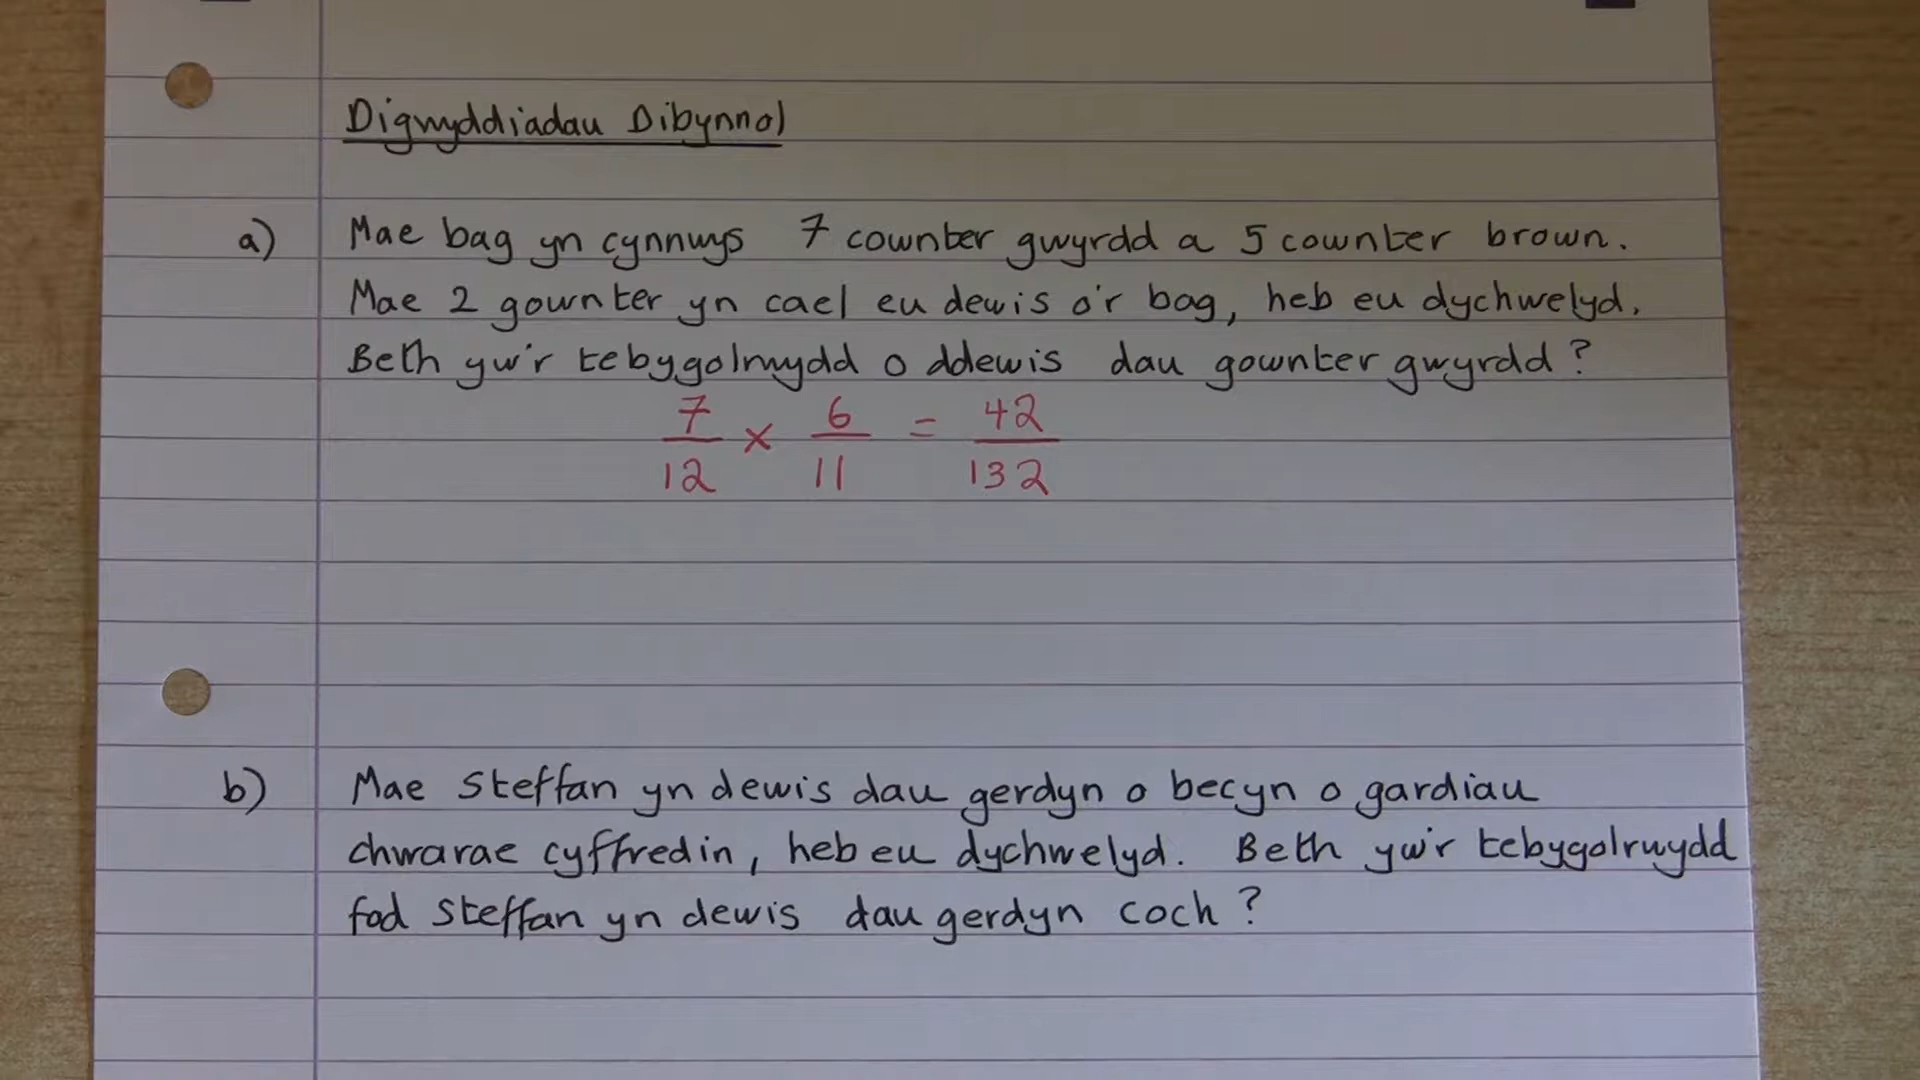 Digwyddiadau Dibynnol
a) Mae bag yn cynnwys 7 cownter gwyrdd a 5 cownter brown.
Mae 2 gownter yn cael eu dewis o'r bag, heb eu dychwelyd.
Beth yw'r tebygolrwydd o ddewis dau gownter gwyrdd?
7/12 × 6/11 = 42/132
b) Mae Steffan yn dewis dau gerdyn o becyn o gardiau
chwarae cyffredin, heb eu dychwelyd. Beth yw'r tebygolrwydd
fod Steffan yn dewis dau gerdyn coch?